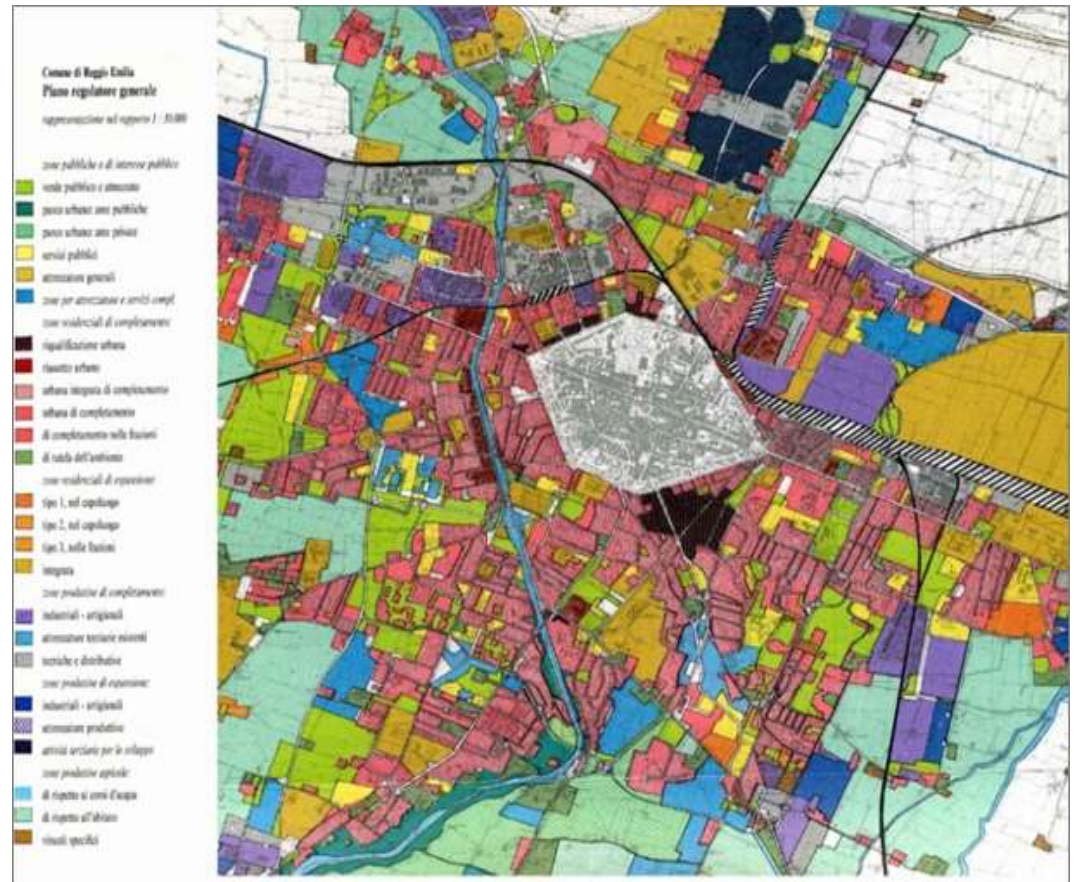 Comune di Reggio Emilia
Piano regolatore generale
rappresentazione nel rapporto 1 : 10.000
zone pubbliche e di interesse pubblico
verde pubblico e attrezzato
parco urbano: aree pubbliche
parco urbano: aree private
servizi pubblici
attrezzature generali
zone per attrezzature e servizi compl.
zone residenziali di completamento:
riqualificazione urbana
riassetto urbano
urbana integrata di completamento
urbana di completamento
di completamento nelle frazioni
di tutela dell'ambiente
zone residenziali di espansione:
tipo 1, nel capoluogo
tipo 2, nel capoluogo
tipo 3, nelle frazioni
integrata
zone produttive di completamento:
industriali - artigianali
attrezzature terziarie esistenti
tecniche e distributive
zone produttive di espansione:
industriali - artigianali
attrezzature produttive
attività terziarie per lo sviluppo
zone produttive agricole:
di rispetto ai corsi d'acqua
di rispetto all'abitato
vincoli specifici